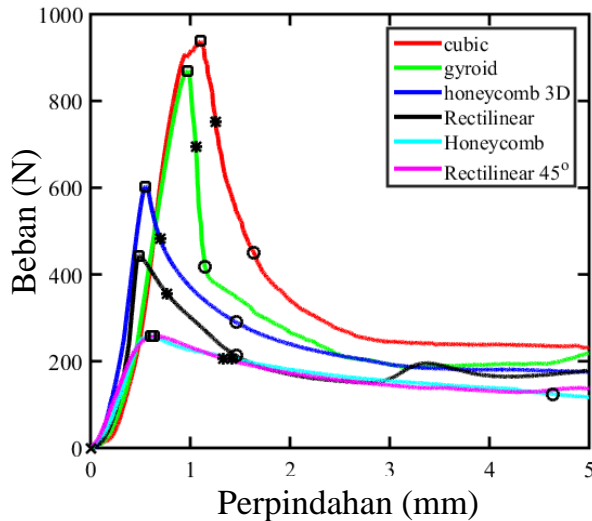 1000
800
600
400
200
0
0
1
2
3
4
5
Beban (N)
Perpindahan (mm)
cubic
gyroid
honeycomb 3D
Rectilinear
Honeycomb
Rectilinear 45°